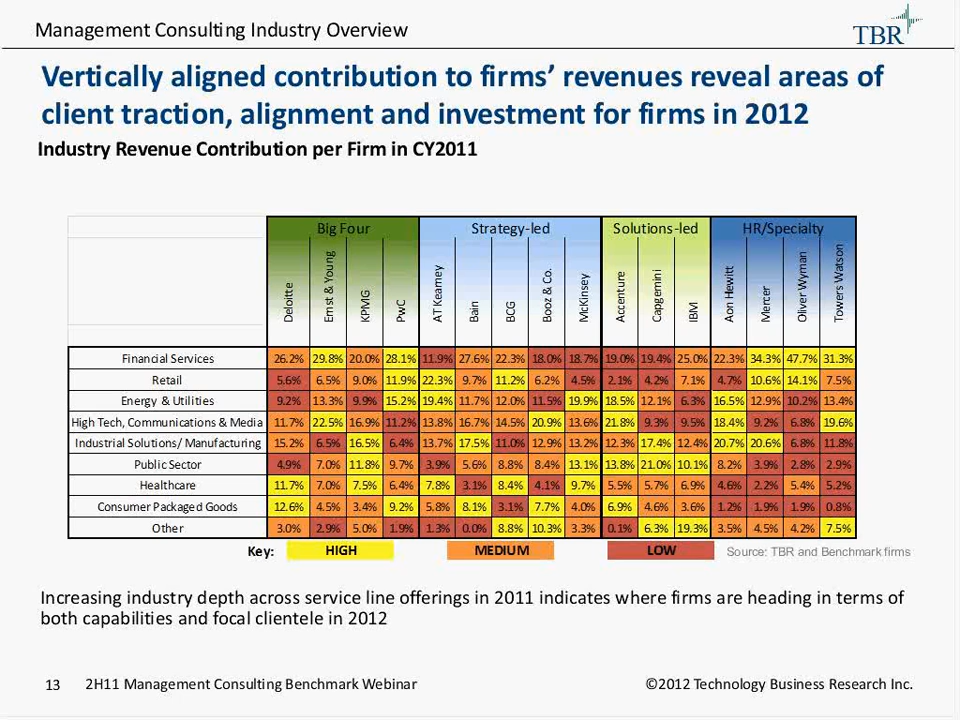 Management Consulting Industry Overview
TBR
Vertically aligned contribution to firms’ revenues reveal areas of
client traction, alignment and investment for firms in 2012
Industry Revenue Contribution per Firm in CY2011
Big Four Strategy-led Solutions-led HR/Specialty
Deloitte Ernst & Young KPMG PwC AT Kearney Bain BCG Booz & Co. McKinsey Accenture Capgemini IBM Aon Hewitt Mercer Oliver Wyman Towers Watson
Financial Services 26.2% 29.8% 20.0% 28.1% 11.9% 27.6% 22.3% 18.0% 18.7% 19.0% 19.4% 25.0% 22.3% 34.3% 47.7% 31.3%
Retail 5.6% 6.5% 9.0% 11.9% 22.3% 9.7% 11.2% 6.2% 4.5% 2.1% 4.2% 7.1% 4.7% 10.6% 14.1% 7.5%
Energy & Utilities 9.2% 13.3% 9.9% 15.2% 19.4% 11.7% 12.0% 11.5% 19.9% 18.5% 12.1% 6.3% 16.5% 12.9% 10.2% 13.4%
High Tech, Communications & Media 11.7% 22.5% 16.9% 11.2% 13.8% 16.7% 14.5% 20.9% 13.6% 21.8% 9.3% 9.5% 18.4% 9.2% 6.8% 19.6%
Industrial Solutions/ Manufacturing 15.2% 6.5% 16.5% 6.4% 13.7% 17.5% 11.0% 12.9% 13.2% 12.3% 17.4% 12.4% 20.7% 20.6% 6.8% 11.8%
Public Sector 4.9% 7.0% 11.8% 9.7% 3.9% 5.6% 8.8% 8.4% 13.1% 13.8% 21.0% 10.1% 8.2% 3.9% 2.8% 2.9%
Healthcare 11.7% 7.0% 7.5% 6.4% 7.8% 3.1% 8.4% 4.1% 9.7% 5.5% 5.7% 6.9% 4.6% 2.2% 5.4% 5.2%
Consumer Packaged Goods 12.6% 4.5% 3.4% 9.2% 5.8% 8.1% 3.1% 7.7% 4.0% 6.9% 4.6% 3.6% 1.2% 1.9% 1.9% 0.8%
Other 3.0% 2.9% 5.0% 1.9% 1.3% 0.0% 8.8% 10.3% 3.3% 0.1% 6.3% 19.3% 3.5% 4.5% 4.2% 7.5%
Key: HIGH MEDIUM LOW Source: TBR and Benchmark firms
Increasing industry depth across service line offerings in 2011 indicates where firms are heading in terms of
both capabilities and focal clientele in 2012
13 2H11 Management Consulting Benchmark Webinar ©2012 Technology Business Research Inc.